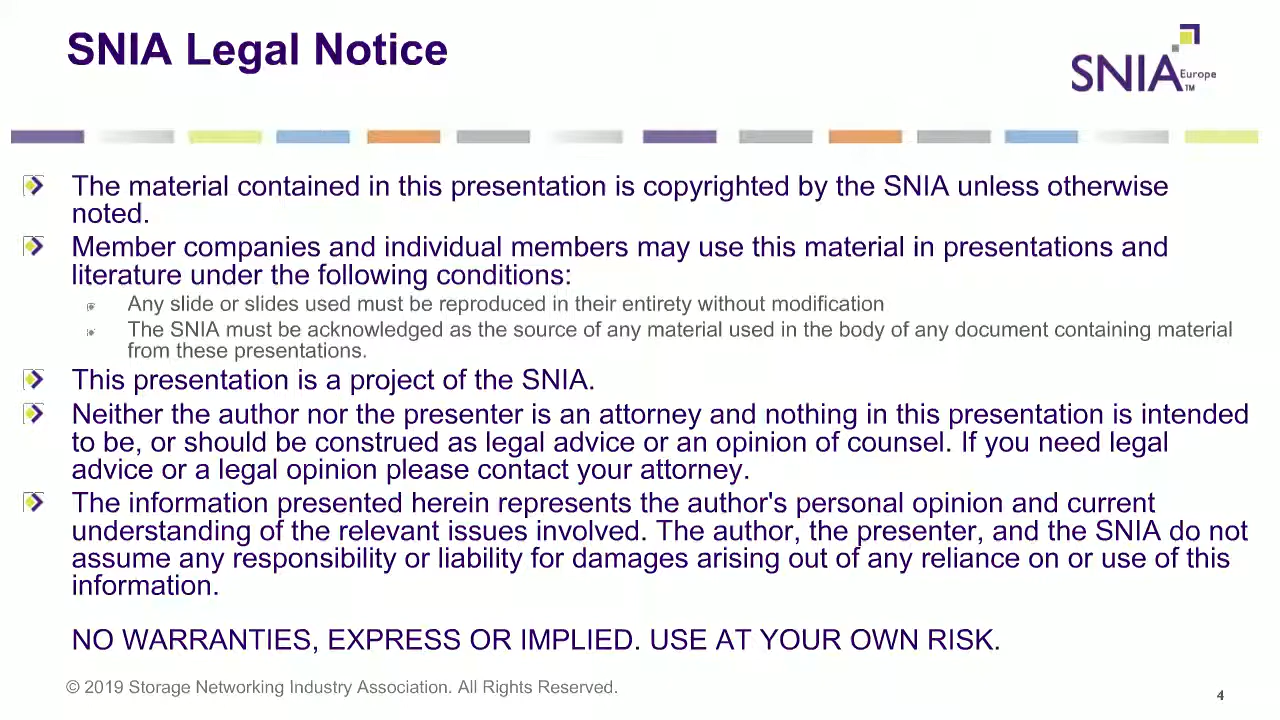 SNIA Legal Notice
SNIA Europe TM
The material contained in this presentation is copyrighted by the SNIA unless otherwise
noted.
Member companies and individual members may use this material in presentations and
literature under the following conditions:
Any slide or slides used must be reproduced in their entirety without modification
The SNIA must be acknowledged as the source of any material used in the body of any document containing material
from these presentations.
This presentation is a project of the SNIA.
Neither the author nor the presenter is an attorney and nothing in this presentation is intended
to be, or should be construed as legal advice or an opinion of counsel. If you need legal
advice or a legal opinion please contact your attorney.
The information presented herein represents the author's personal opinion and current
understanding of the relevant issues involved. The author, the presenter, and the SNIA do not
assume any responsibility or liability for damages arising out of any reliance on or use of this
information.
NO WARRANTIES, EXPRESS OR IMPLIED. USE AT YOUR OWN RISK.
© 2019 Storage Networking Industry Association. All Rights Reserved.
4